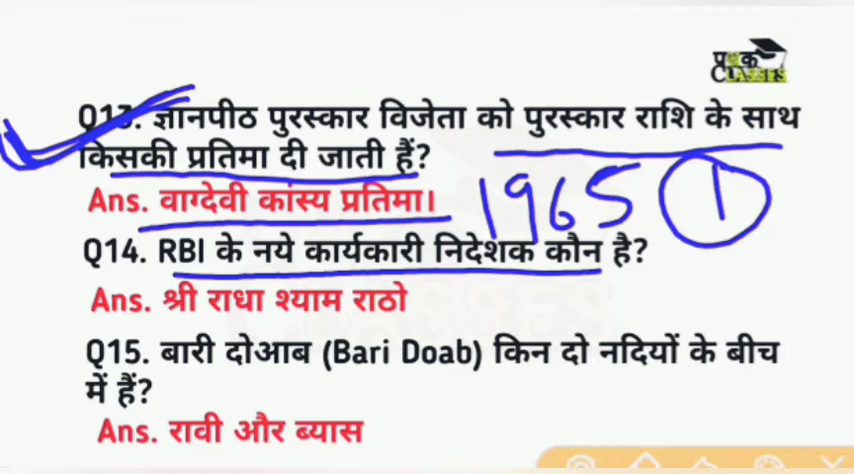 प क
CLASSES
Q13. ज्ञानपीठ पुरस्कार विजेता को पुरस्कार राशि के साथ
किसकी प्रतिमा दी जाती हैं?
Ans. वाग्देवी कांस्य प्रतिमा।
1965 1
Q14. RBI के नये कार्यकारी निदेशक कौन है?
Ans. श्री राधा श्याम राठो
Q15. बारी दोआब (Bari Doab) किन दो नदियों के बीच
में हैं?
Ans. रावी और ब्यास